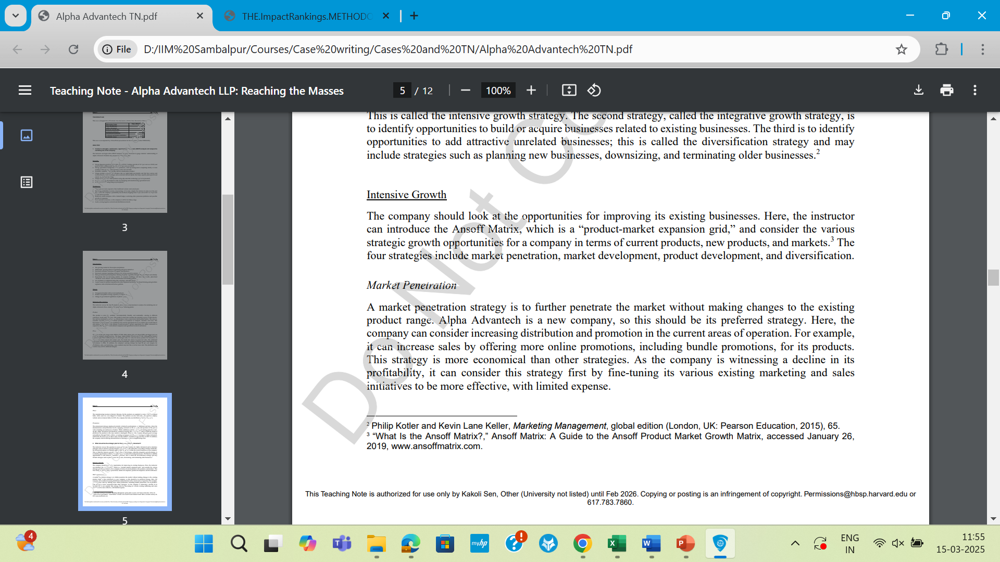 Alpha Advantech TN.pdf
THE.ImpactRankings.METHOD
File
D:/IIM%20Sambalpur/Courses/Case%20writing/Cases%20and%20TN/Alpha%20Advantech%20TN.pdf
Teaching Note - Alpha Advantech LLP: Reaching the Masses
5 / 12
100%
3
4
5
This is called the intensive growth strategy. The second strategy, called the integrative growth strategy, is
to identify opportunities to build or acquire businesses related to existing businesses. The third is to identify
opportunities to add attractive unrelated businesses; this is called the diversification strategy and may
include strategies such as planning new businesses, downsizing, and terminating older businesses.2
Intensive Growth
The company should look at the opportunities for improving its existing businesses. Here, the instructor
can introduce the Ansoff Matrix, which is a “product-market expansion grid,” and consider the various
strategic growth opportunities for a company in terms of current products, new products, and markets.3 The
four strategies include market penetration, market development, product development, and diversification.
Market Penetration
A market penetration strategy is to further penetrate the market without making changes to the existing
product range. Alpha Advantech is a new company, so this should be its preferred strategy. Here, the
company can consider increasing distribution and promotion in the current areas of operation. For example,
it can increase sales by offering more online promotions, including bundle promotions, for its products.
This strategy is more economical than other strategies. As the company is witnessing a decline in its
profitability, it can consider this strategy first by fine-tuning its various existing marketing and sales
initiatives to be more effective, with limited expense.
2 Philip Kotler and Kevin Lane Keller, Marketing Management, global edition (London, UK: Pearson Education, 2015), 65.
3 “What Is the Ansoff Matrix?,” Ansoff Matrix: A Guide to the Ansoff Product Market Growth Matrix, accessed January 26,
2019, www.ansoffmatrix.com.
Do Not Co
This Teaching Note is authorized for use only by Kakoli Sen, Other (University not listed) until Feb 2026. Copying or posting is an infringement of copyright. Permissions@hbsp.harvard.edu or
617.783.7860.
4
myhp
ENG
IN
11:55
15-03-2025